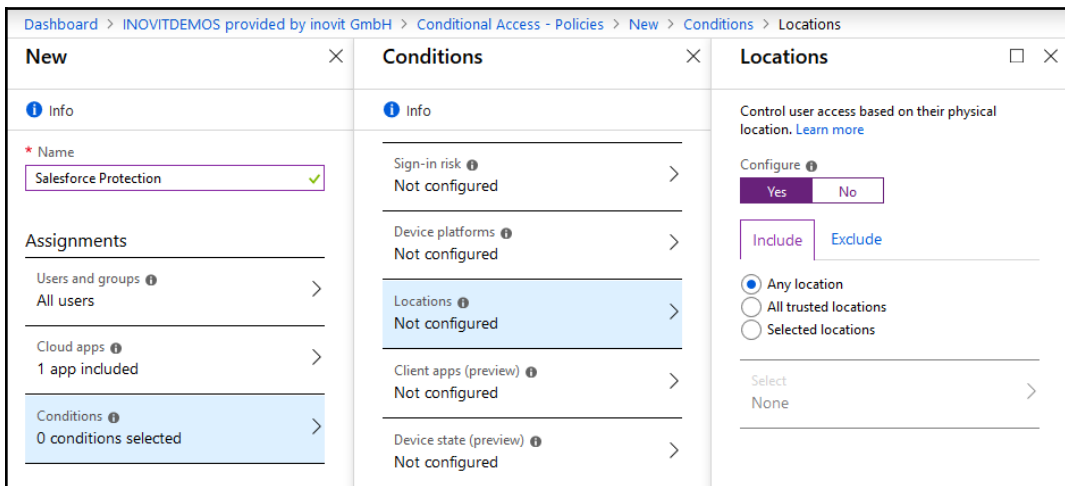 Dashboard > INOVITDEMOS provided by inovit GmbH > Conditional Access - Policies > New > Conditions > Locations
New
Info
* Name
Salesforce Protection
Assignments
Users and groups
All users
Cloud apps
1 app included
Conditions
0 conditions selected
Conditions
Info
Sign-in risk
Not configured
Device platforms
Not configured
Locations
Not configured
Client apps (preview)
Not configured
Device state (preview)
Not configured
Locations
Control user access based on their physical
location. Learn more
Configure
Yes No
Include Exclude
Any location
All trusted locations
Selected locations
Select
None